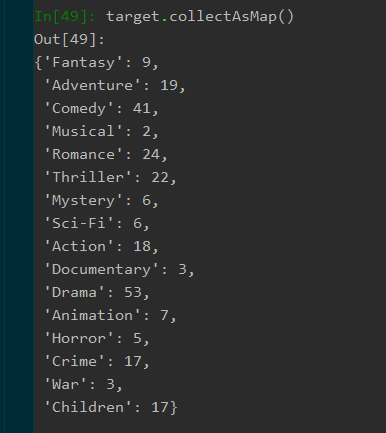 In[49]: target.collectAsMap()
Out[49]:
{'Fantasy': 9,
 'Adventure': 19,
 'Comedy': 41,
 'Musical': 2,
 'Romance': 24,
 'Thriller': 22,
 'Mystery': 6,
 'Sci-Fi': 6,
 'Action': 18,
 'Documentary': 3,
 'Drama': 53,
 'Animation': 7,
 'Horror': 5,
 'Crime': 17,
 'War': 3,
 'Children': 17}